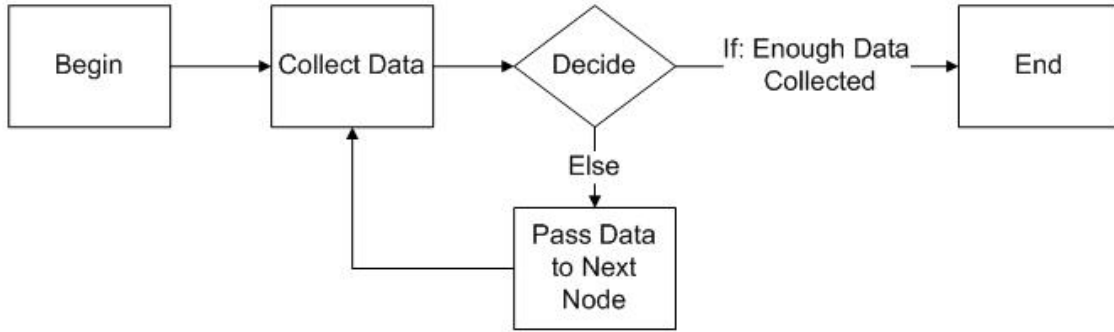 Begin
Collect Data
Decide
If: Enough Data
Collected
End
Else
Pass Data
to Next
Node